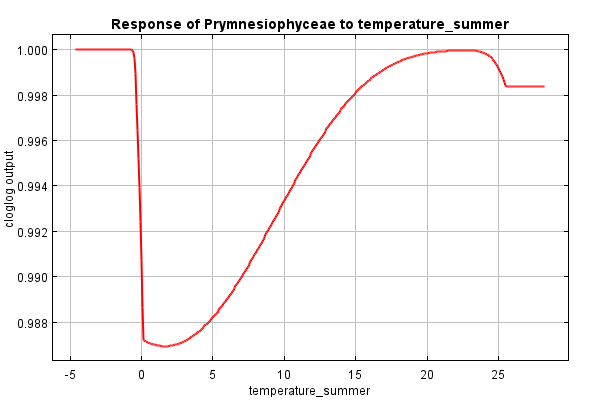 Response of Prymnesiophyceae to temperature_summer
cloglog output
1.000
0.998
0.996
0.994
0.992
0.990
0.988
-5 0 5 10 15 20 25
temperature_summer